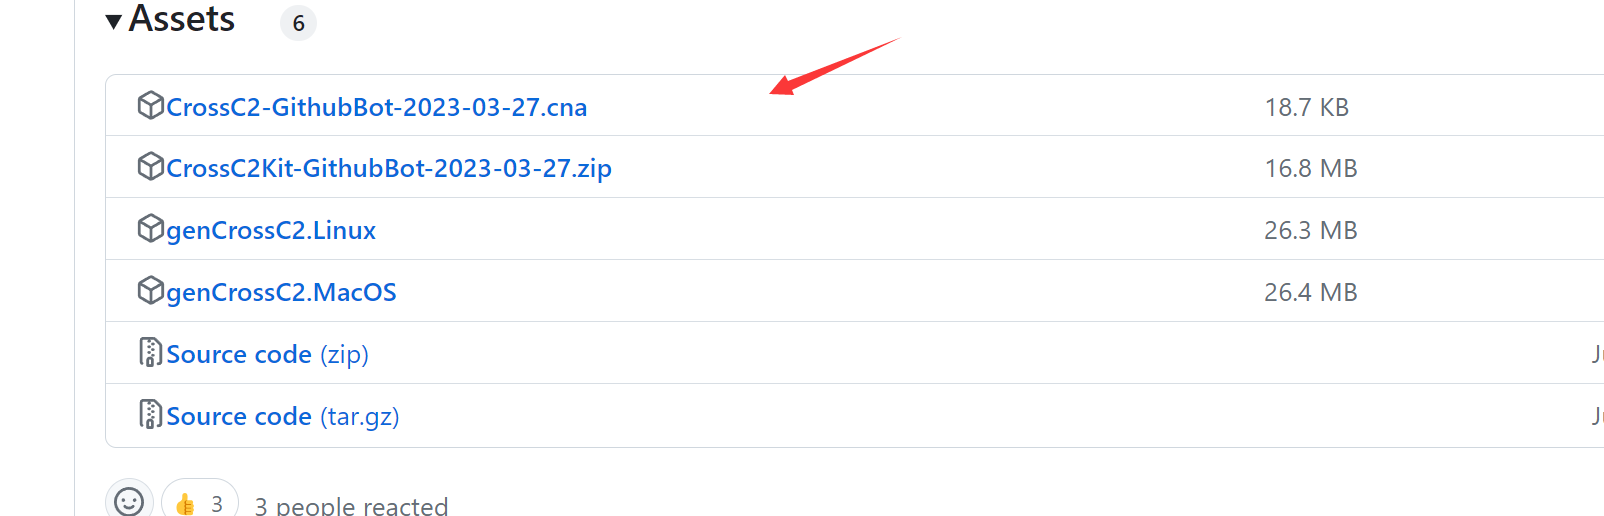 Assets 6
CrossC2-GithubBot-2023-03-27.cna 18.7 KB
CrossC2Kit-GithubBot-2023-03-27.zip 16.8 MB
genCrossC2.Linux 26.3 MB
genCrossC2.MacOS 26.4 MB
Source code (zip)
Source code (tar.gz)
3 3 people reacted